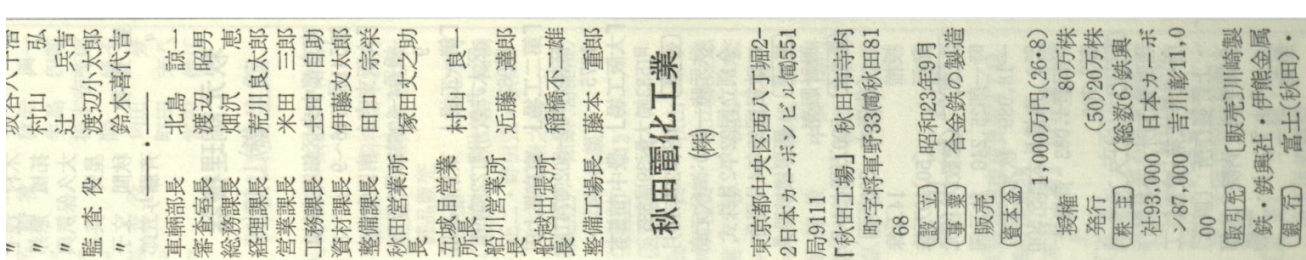 〃 村山　弘
〃 辻　兵吉
監査役 渡辺小太郎
〃 鈴木喜代吉
・
車輛部長 北島　諒一
審査室長 渡辺　昭男
総務課長 畑沢　恵
経理課長 荒川良太郎
営業課長 米田　三郎
工務課長 土田　自助
資材課長 伊藤文太郎
整備課長 田口　宗栄
秋田営業所長 塚田丈之助
五城目営業所長 村山　良一
船川営業所長 近藤　達郎
船越出張所長 稲橋不二雄
整備工場長 藤本　重郎
秋田電化工業
㈱
東京都中央区西八丁堀2-
2日本カーボンビル㈲551
局9111
「秋田工場」秋田市寺内
町字将軍野33㈲秋田81
68
設立 昭和23年9月
事業 合金鉄の製造
販売
資本金
1,000万円(26・8)
授権　80万株
発行　(50)20万株
株主 (総数6)鉄興
社93,000　日本カーボ
ン87,000　吉川彰11,0
00
取引先 〔販売〕川崎製
鉄・鉄興社・伊熊金属
銀行 富士(秋田)・